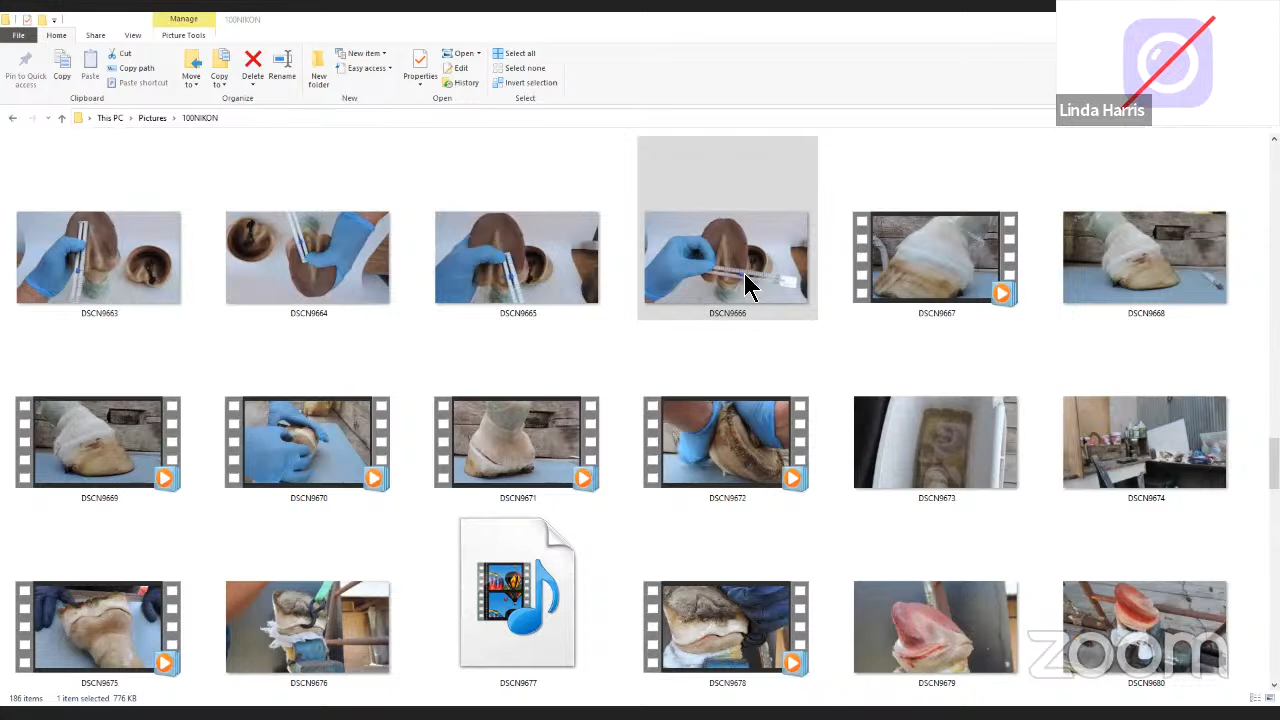 Manage
100NIKON
File
Home
Share
View
Picture Tools
Pin to Quick access
Copy
Paste
Cut
Copy path
Paste shortcut
Move to
Copy to
Delete
Rename
New folder
New item
Easy access
Properties
Open
Edit
History
Select all
Select none
Invert selection
Clipboard
Organize
New
Open
Select
Linda Harris
This PC > Pictures > 100NIKON
DSCN9663
DSCN9664
DSCN9665
DSCN9666
DSCN9667
DSCN9668
DSCN9669
DSCN9670
DSCN9671
DSCN9672
DSCN9673
DSCN9674
DSCN9675
DSCN9676
DSCN9677
DSCN9678
DSCN9679
DSCN9680
zoom
186 items
1 item selected 776 KB